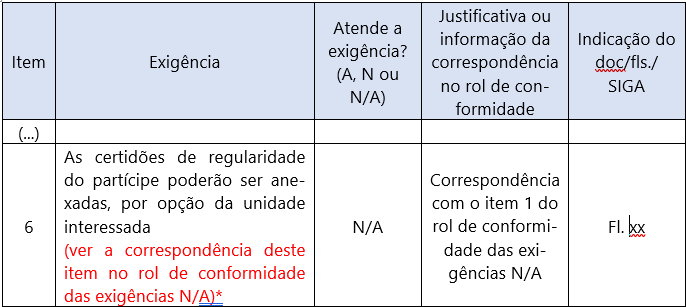 Item
Exigência
Atende a
exigência?
(A, N ou
N/A)
Justificativa ou
informação da
correspondência
no rol de con-
formidade
Indicação do
doc/fls./
SIGA
(...)
6
As certidões de regularidade
do partícipe poderão ser ane-
xadas, por opção da unidade
interessada
(ver a correspondência deste
item no rol de conformidade
das exigências N/A)*
N/A
Correspondência
com o item 1 do
rol de conformi-
dade das exi-
gências N/A
Fl. xx